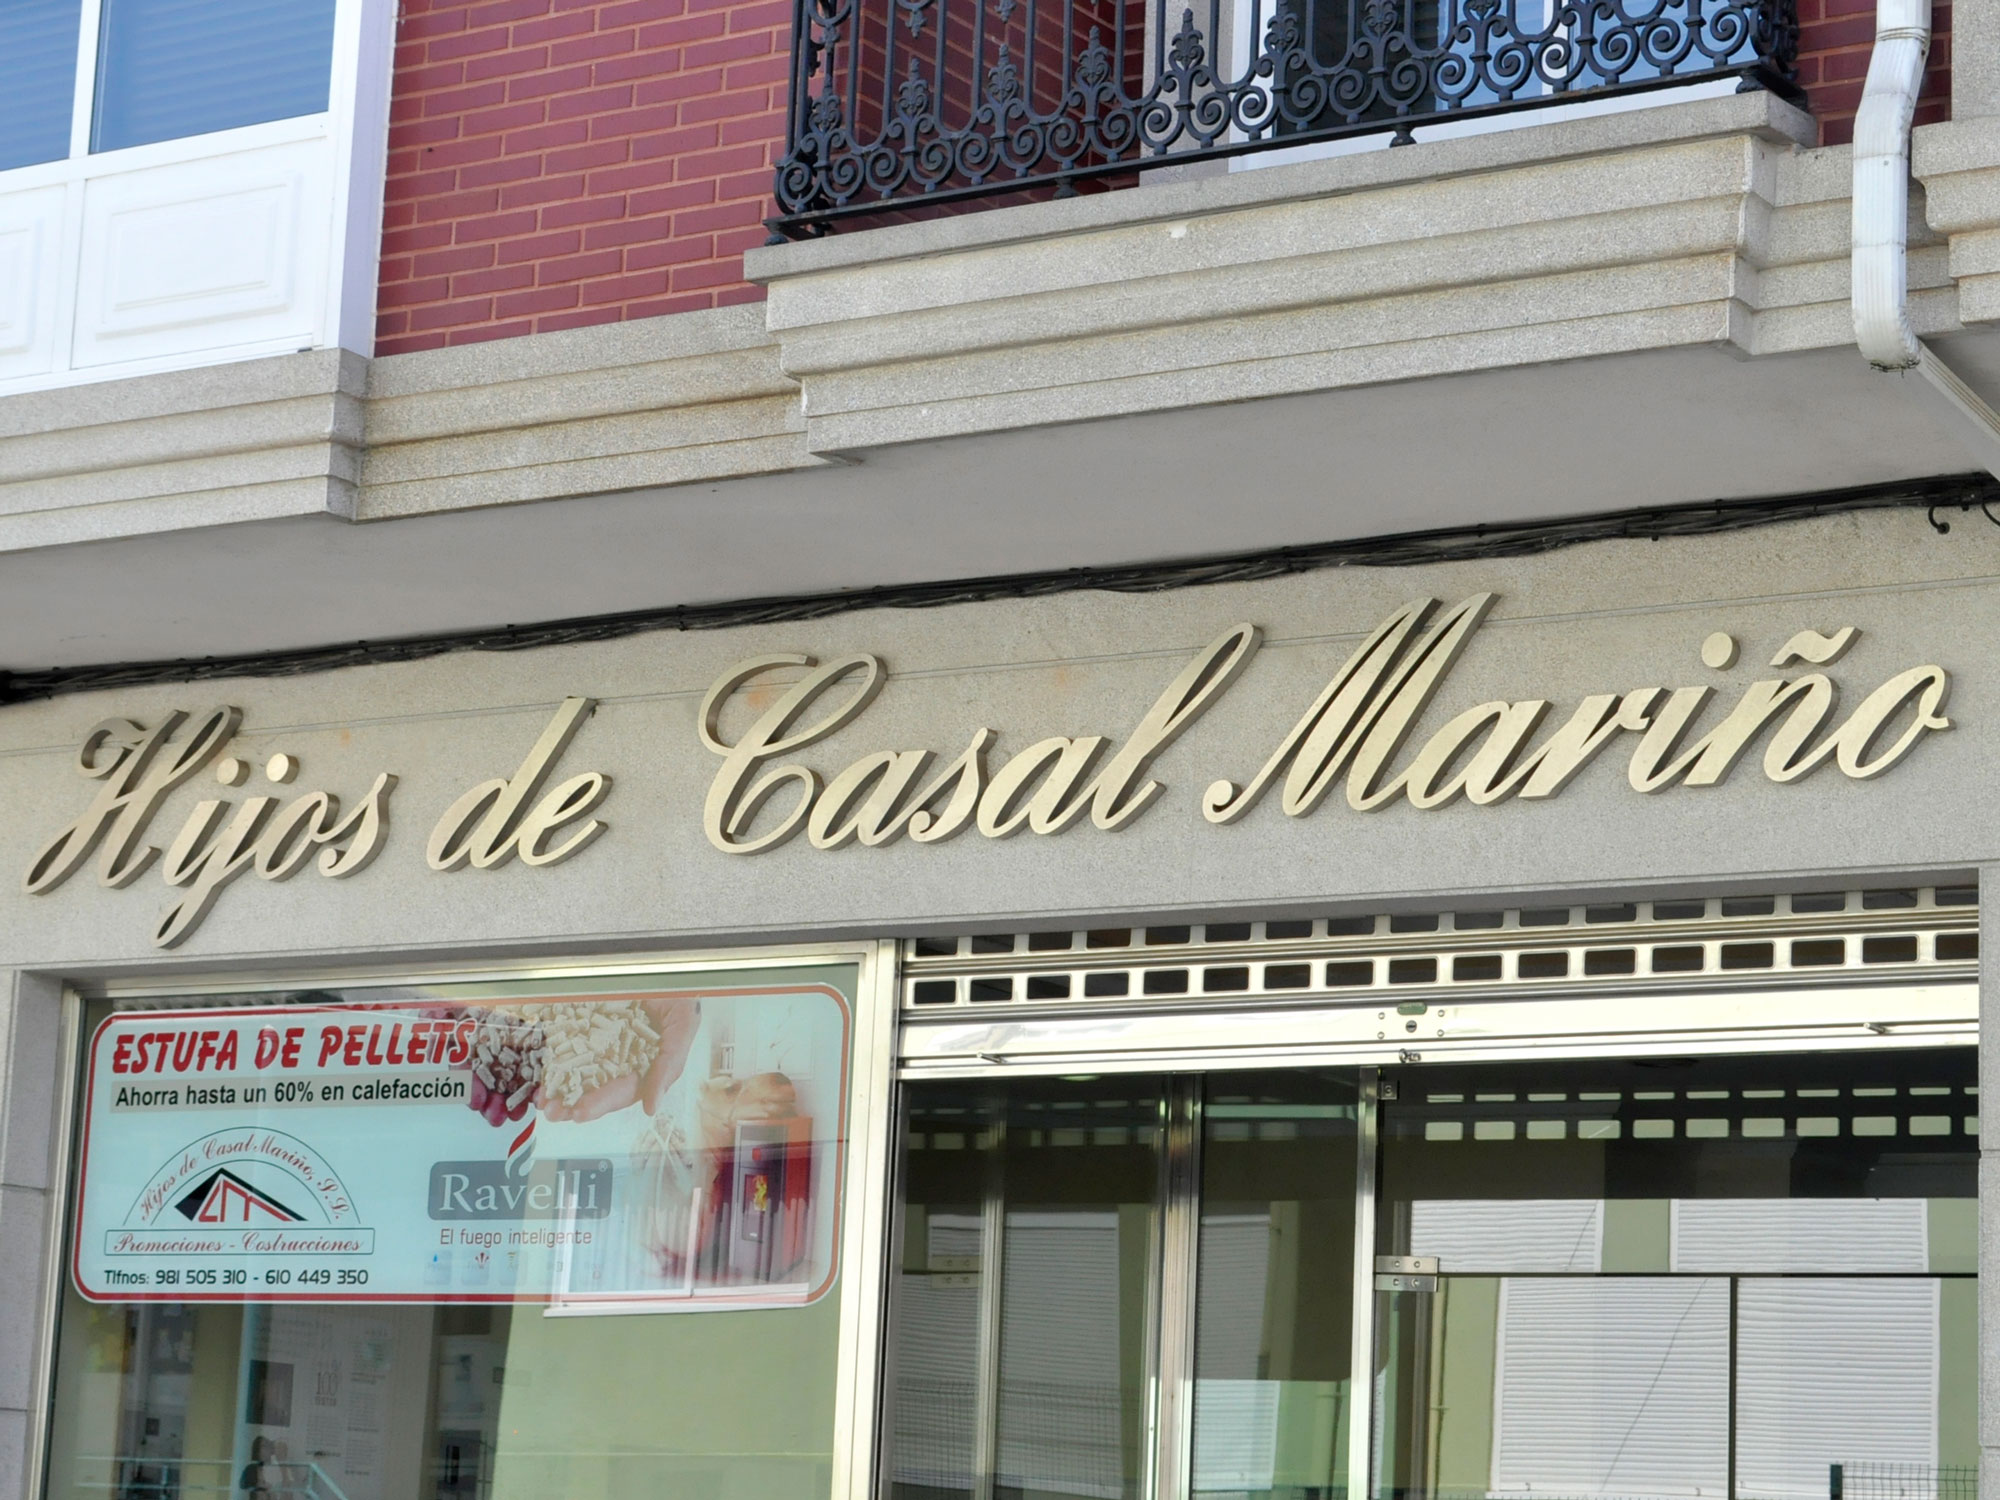 Hijos de Casal Mariño
ESTUFA DE PELLETS
Ahorra hasta un 60% en calefacción
Hijos de Casal Mariño, S.L.
Promociones - Costrucciones
Tlfnos: 981 505 310 - 610 449 350
Ravelli®
El fuego inteligente